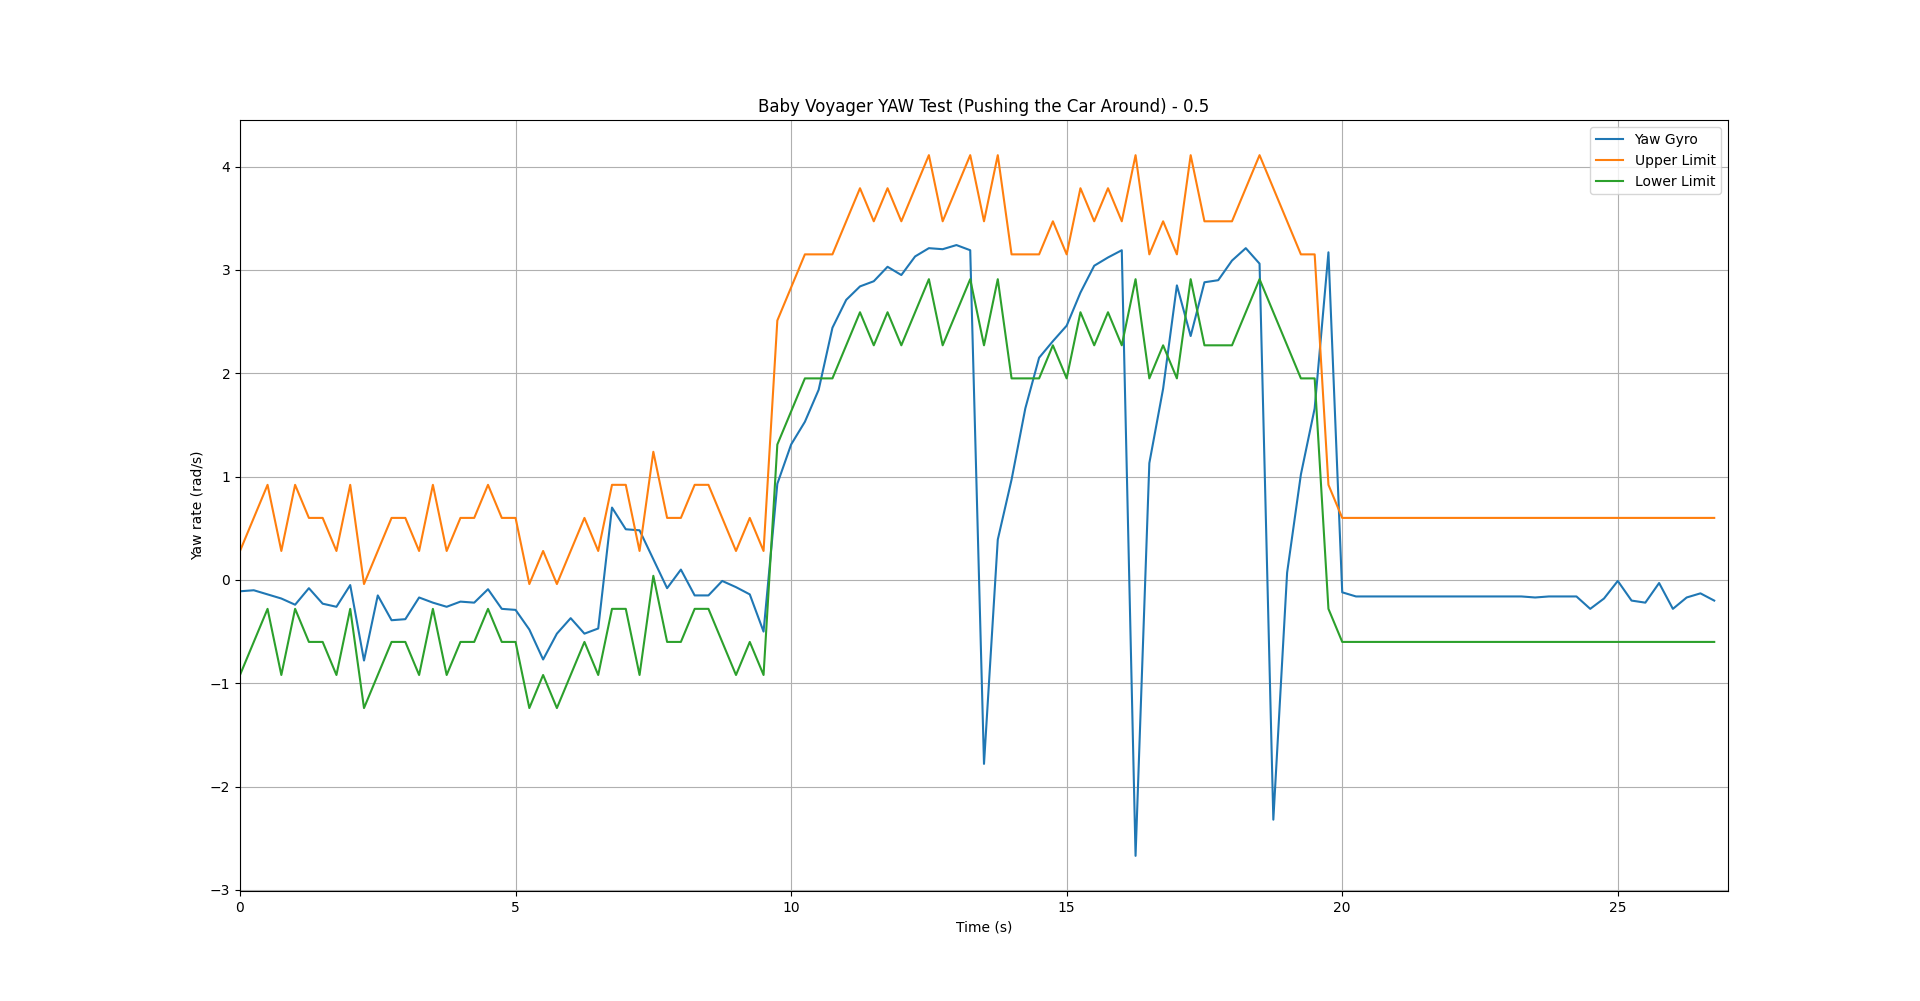 Baby Voyager YAW Test (Pushing the Car Around) - 0.5
Yaw Gyro
Upper Limit
Lower Limit
Yaw rate (rad/s)
4
3
2
1
0
−1
−2
−3
0 5 10 15 20 25
Time (s)